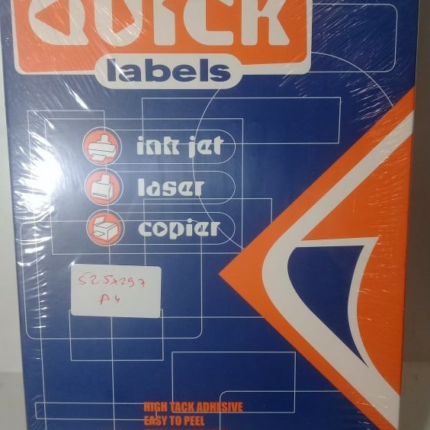 QUICK
labels
ink jet
laser
copier
52.5x297
A4
HIGH TACK ADHESIVE
EASY TO PEEL